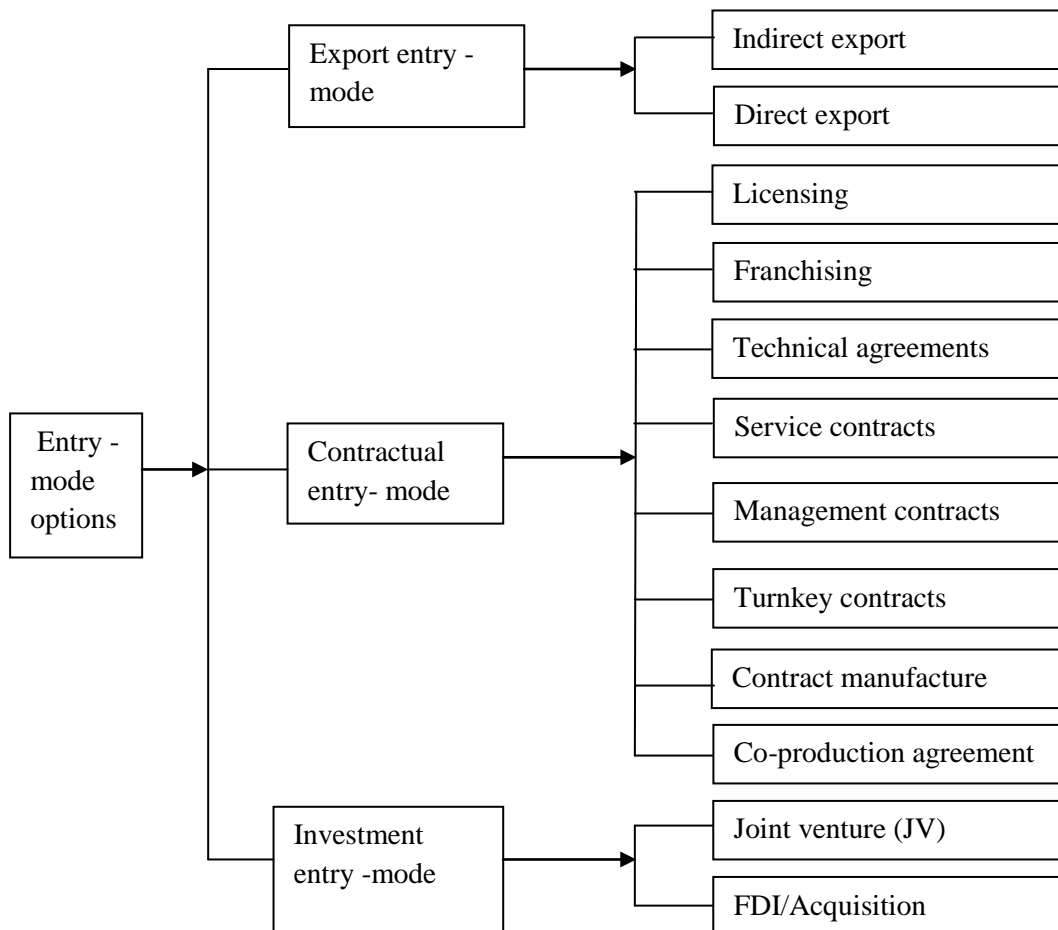 Entry -
mode
options
Export entry -
mode
Indirect export
Direct export
Contractual
entry- mode
Licensing
Franchising
Technical agreements
Service contracts
Management contracts
Turnkey contracts
Contract manufacture
Co-production agreement
Investment
entry -mode
Joint venture (JV)
FDI/Acquisition